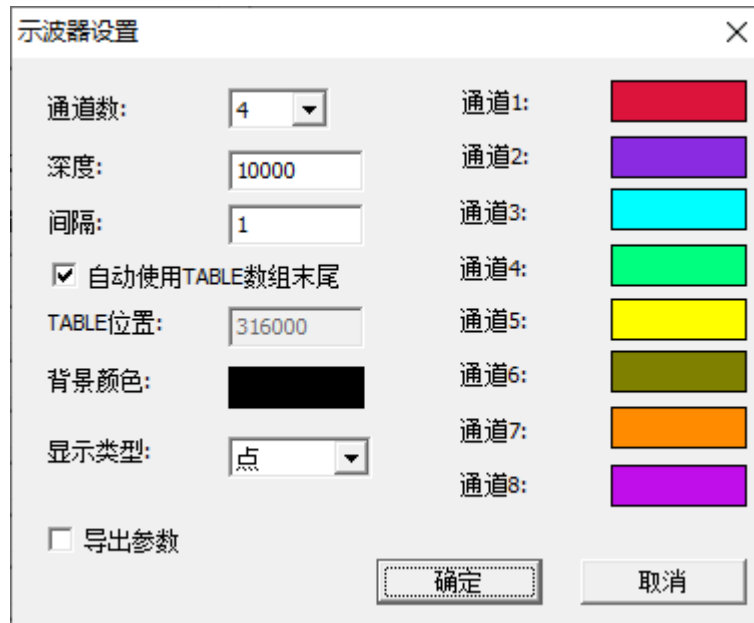 示波器设置
通道数: 4
深度: 10000
间隔: 1
自动使用TABLE数组末尾
TABLE位置: 316000
背景颜色:
显示类型: 点
导出参数
通道1:
通道2:
通道3:
通道4:
通道5:
通道6:
通道7:
通道8:
确定
取消